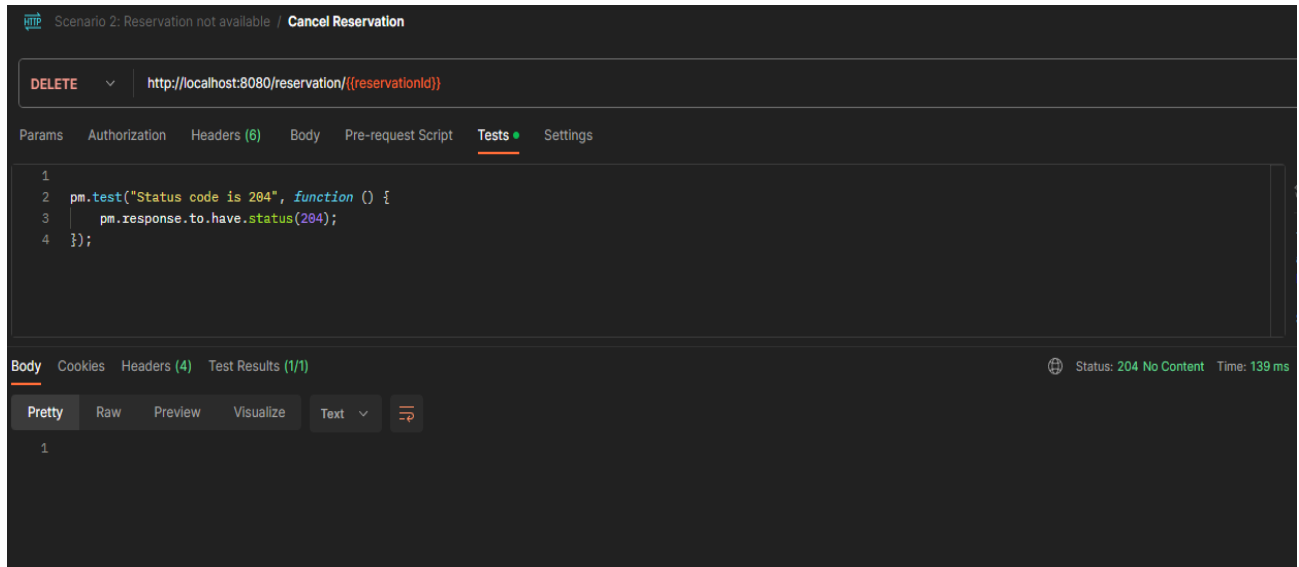 HTTP Scenario 2: Reservation not available / Cancel Reservation
DELETE http://localhost:8080/reservation/{{reservationId}}
Params Authorization Headers (6) Body Pre-request Script Tests Settings
1
2 pm.test("Status code is 204", function () {
3 pm.response.to.have.status(204);
4 });
Body Cookies Headers (4) Test Results (1/1) Status: 204 No Content Time: 139 ms
Pretty Raw Preview Visualize Text
1